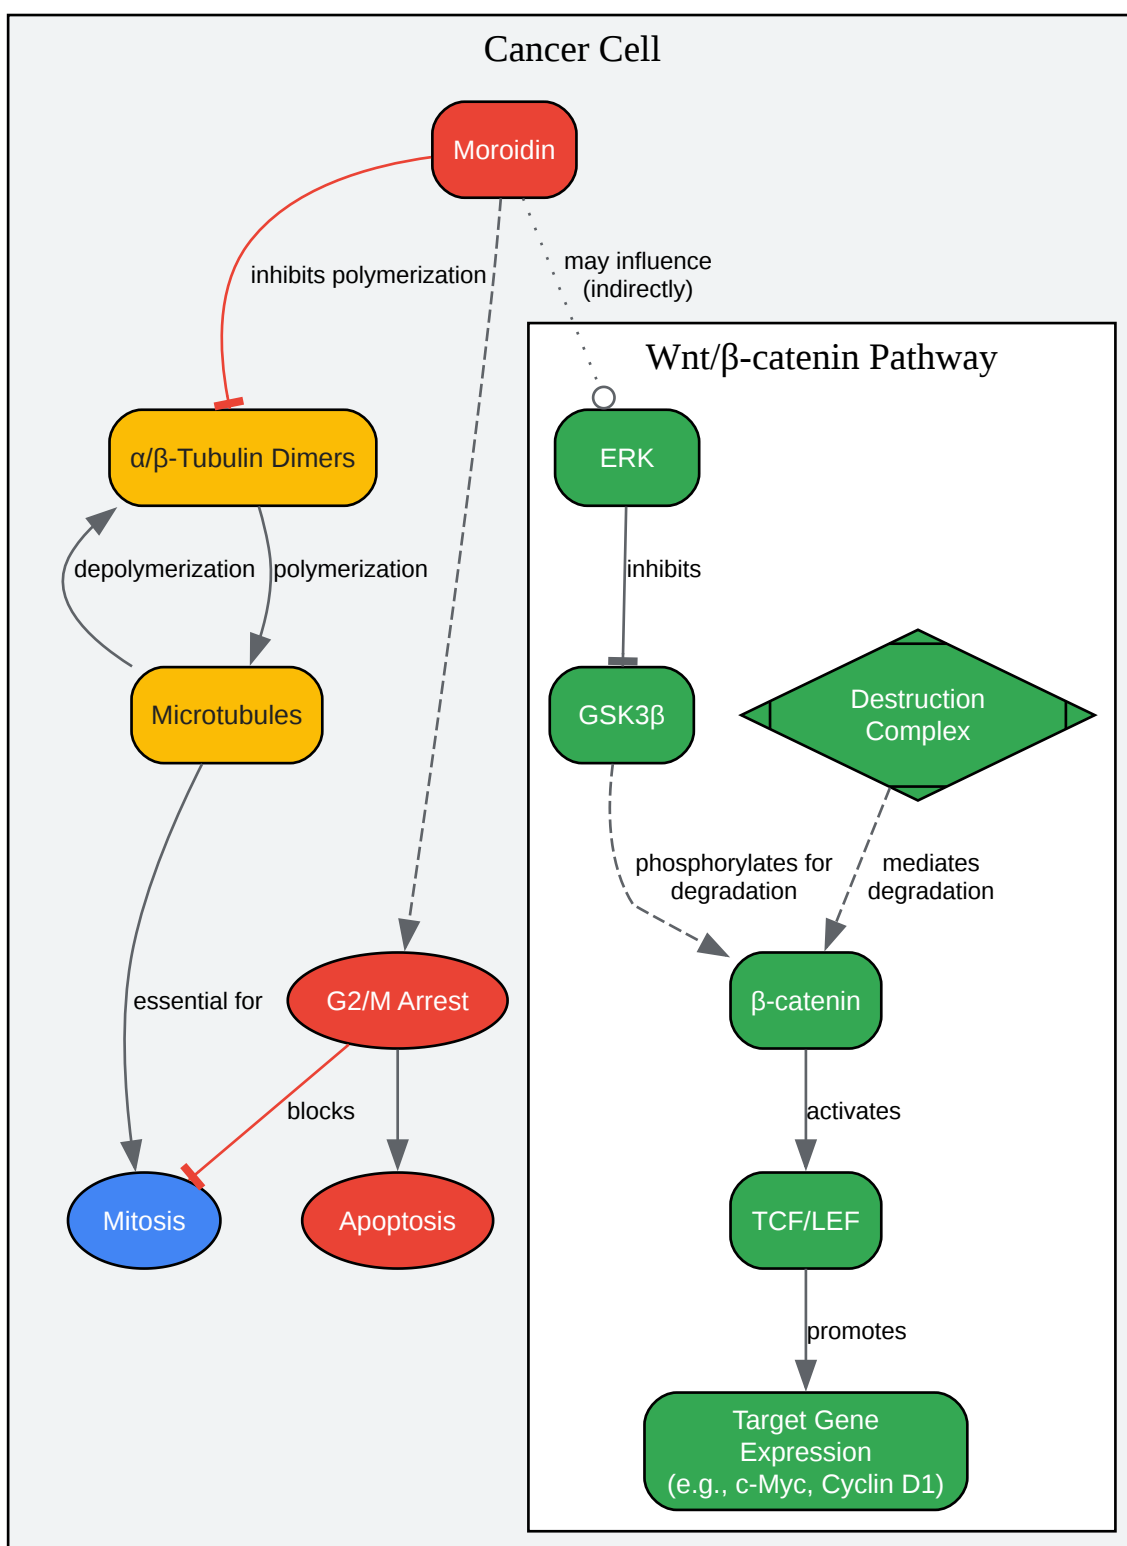 Cancer Cell
Moroidin
inhibits polymerization
may influence
(indirectly)
Wnt/β-catenin Pathway
α/β-Tubulin Dimers
ERK
depolymerization
polymerization
inhibits
Microtubules
GSK3β
Destruction
Complex
phosphorylates for
degradation
mediates
degradation
essential for
G2/M Arrest
β-catenin
blocks
activates
Mitosis
Apoptosis
TCF/LEF
promotes
Target Gene
Expression
(e.g., c-Myc, Cyclin D1)